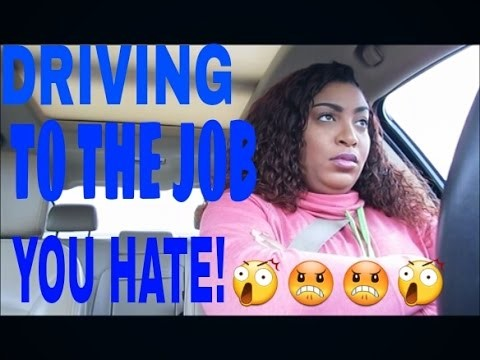 DRIVING
TO THE JOB
YOU HATE!